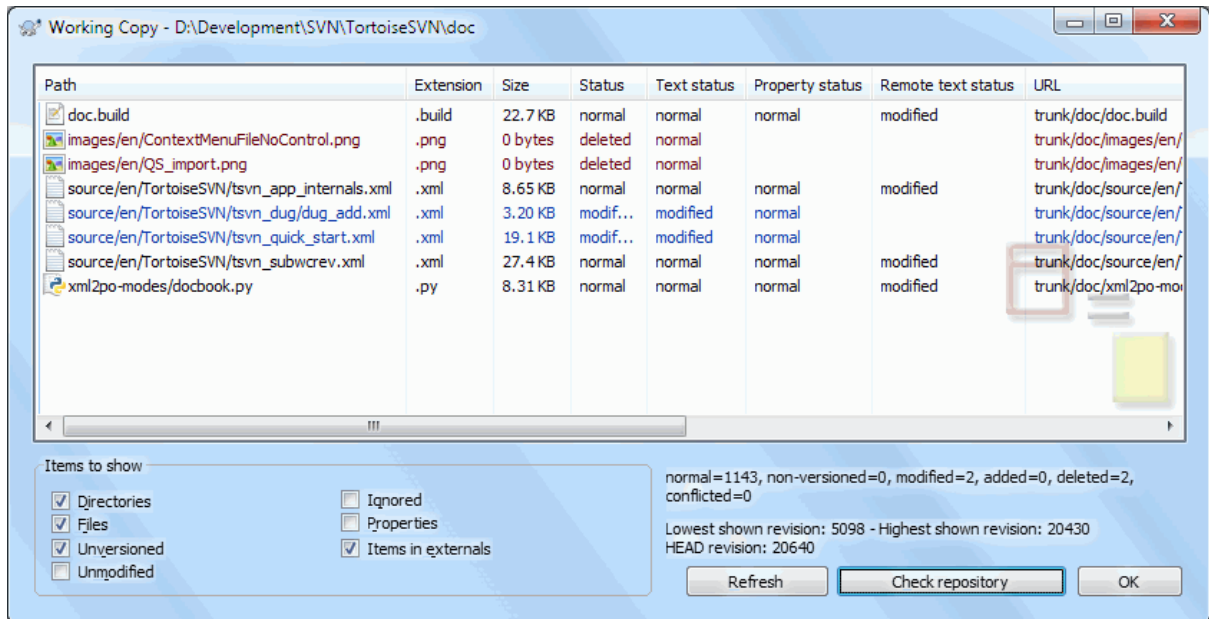 Working Copy - D:\Development\SVN\TortoiseSVN\doc
Path Extension Size Status Text status Property status Remote text status URL
doc.build .build 22.7 KB normal normal normal modified trunk/doc/doc.build
images/en/ContextMenuFileNoControl.png .png 0 bytes deleted normal trunk/doc/images/en/
images/en/QS_import.png .png 0 bytes deleted normal trunk/doc/images/en/
source/en/TortoiseSVN/tsvn_app_internals.xml .xml 8.65 KB normal normal normal modified trunk/doc/source/en/
source/en/TortoiseSVN/tsvn_dug/dug_add.xml .xml 3.20 KB modif... modified normal trunk/doc/source/en/
source/en/TortoiseSVN/tsvn_quick_start.xml .xml 19.1 KB modif... modified normal trunk/doc/source/en/
source/en/TortoiseSVN/tsvn_subwcrev.xml .xml 27.4 KB normal normal normal modified trunk/doc/source/en/
xml2po-modes/docbook.py .py 8.31 KB normal normal normal modified trunk/doc/xml2po-mo
Items to show
Directories
Files
Unversioned
Unmodified
Ignored
Properties
Items in externals
normal=1143, non-versioned=0, modified=2, added=0, deleted=2,
conflicted=0
Lowest shown revision: 5098 - Highest shown revision: 20430
HEAD revision: 20640
Refresh Check repository OK